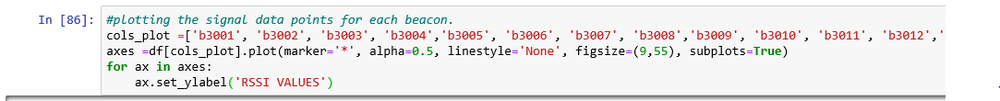 In [86]: #plotting the signal data points for each beacon.
cols_plot =['b3001', 'b3002', 'b3003', 'b3004','b3005', 'b3006', 'b3007', 'b3008','b3009', 'b3010', 'b3011', 'b3012','
axes =df[cols_plot].plot(marker='*', alpha=0.5, linestyle='None', figsize=(9,55), subplots=True)
for ax in axes:
    ax.set_ylabel('RSSI VALUES')